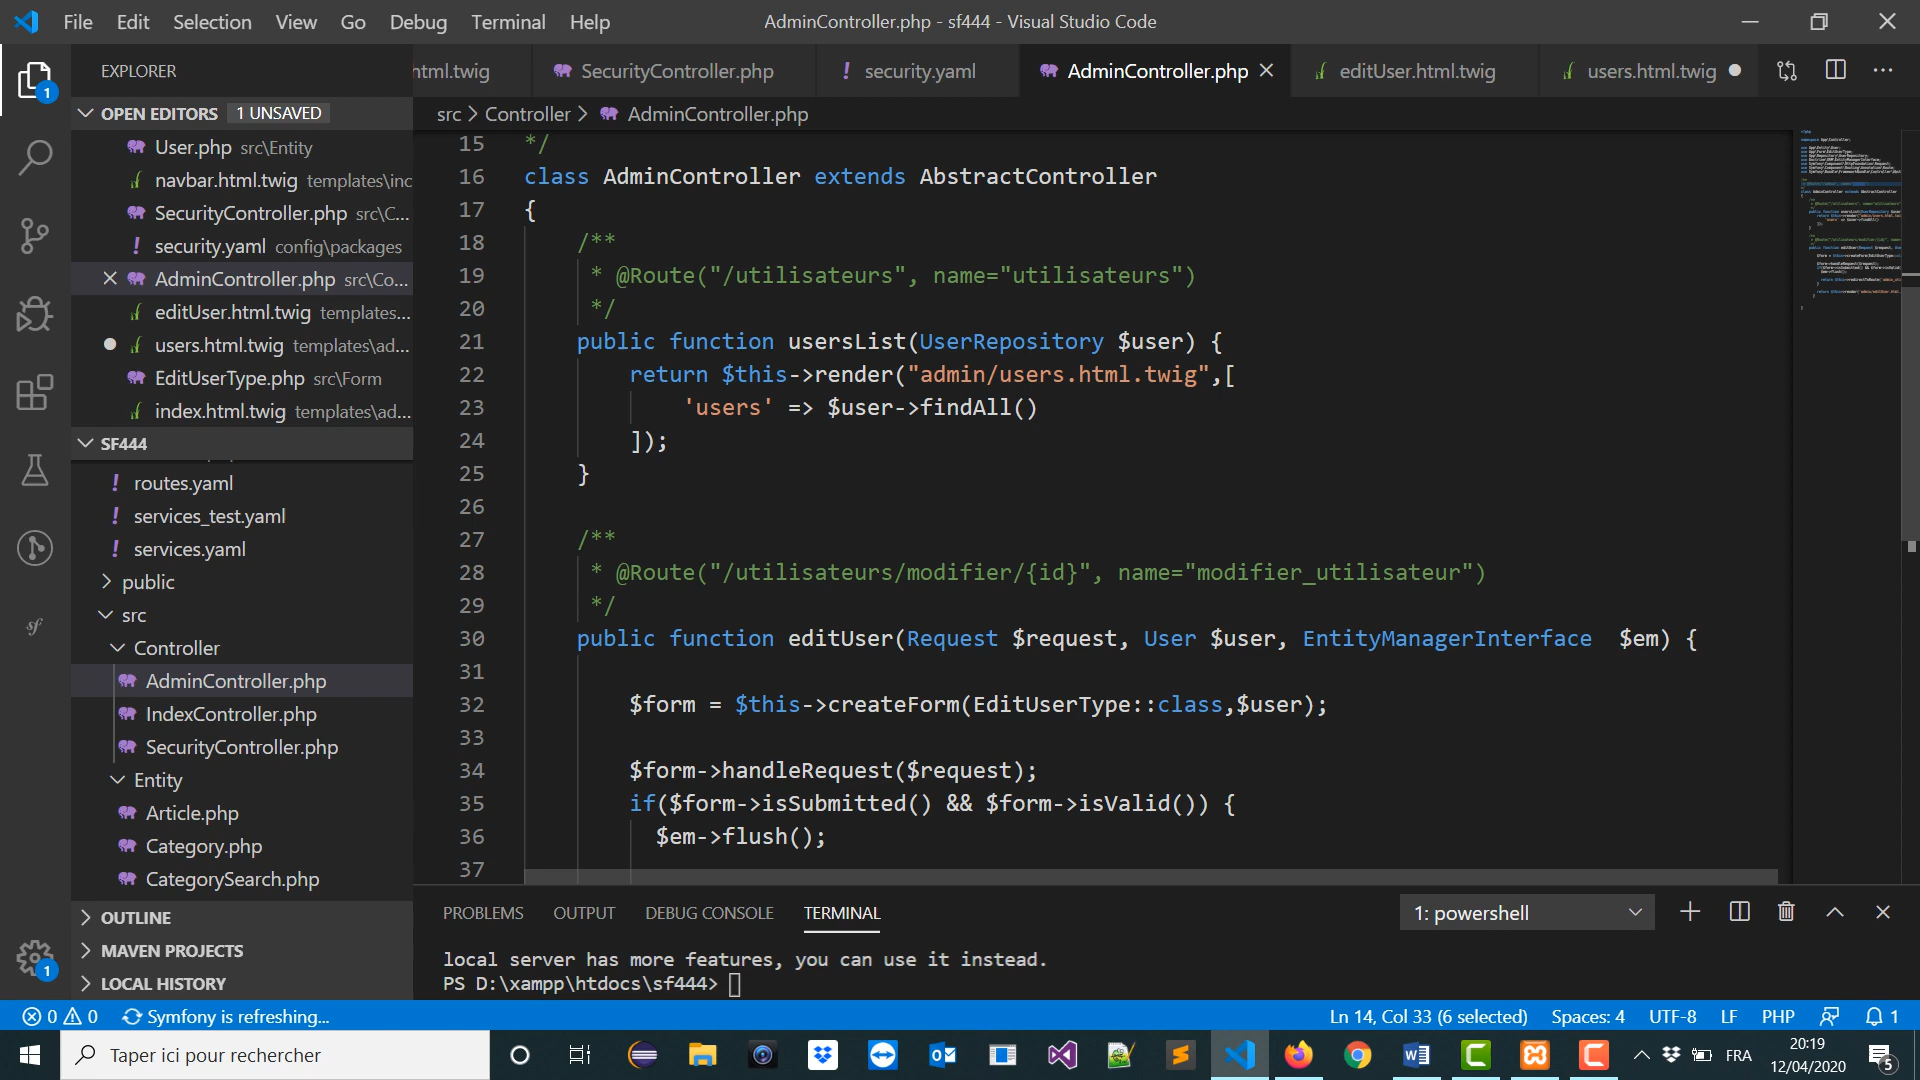 File Edit Selection View Go Debug Terminal Help
AdminController.php - sf444 - Visual Studio Code
EXPLORER
html.twig SecurityController.php ! security.yaml AdminController.php editUser.html.twig users.html.twig
OPEN EDITORS 1 UNSAVED
src > Controller > AdminController.php
User.php src\Entity
navbar.html.twig templates\inc
SecurityController.php src\C...
! security.yaml config\packages
AdminController.php src\Co...
editUser.html.twig templates...
users.html.twig templates\ad...
EditUserType.php src\Form
index.html.twig templates\ad...
SF444
! routes.yaml
! services_test.yaml
! services.yaml
public
src
Controller
AdminController.php
IndexController.php
SecurityController.php
Entity
Article.php
Category.php
CategorySearch.php
OUTLINE
MAVEN PROJECTS
LOCAL HISTORY
15 */
16 class AdminController extends AbstractController
17 {
18 /**
19 * @Route("/utilisateurs", name="utilisateurs")
20 */
21 public function usersList(UserRepository $user) {
22 return $this->render("admin/users.html.twig",[
23 'users' => $user->findAll()
24 ]);
25 }
26
27 /**
28 * @Route("/utilisateurs/modifier/{id}", name="modifier_utilisateur")
29 */
30 public function editUser(Request $request, User $user, EntityManagerInterface $em) {
31
32 $form = $this->createForm(EditUserType::class,$user);
33
34 $form->handleRequest($request);
35 if($form->isSubmitted() && $form->isValid()) {
36 $em->flush();
37
PROBLEMS OUTPUT DEBUG CONSOLE TERMINAL
1: powershell
local server has more features, you can use it instead.
PS D:\xampp\htdocs\sf444>
0 0 Symfony is refreshing...
Ln 14, Col 33 (6 selected) Spaces: 4 UTF-8 LF PHP 1
Taper ici pour rechercher
FRA
20:19
12/04/2020
5